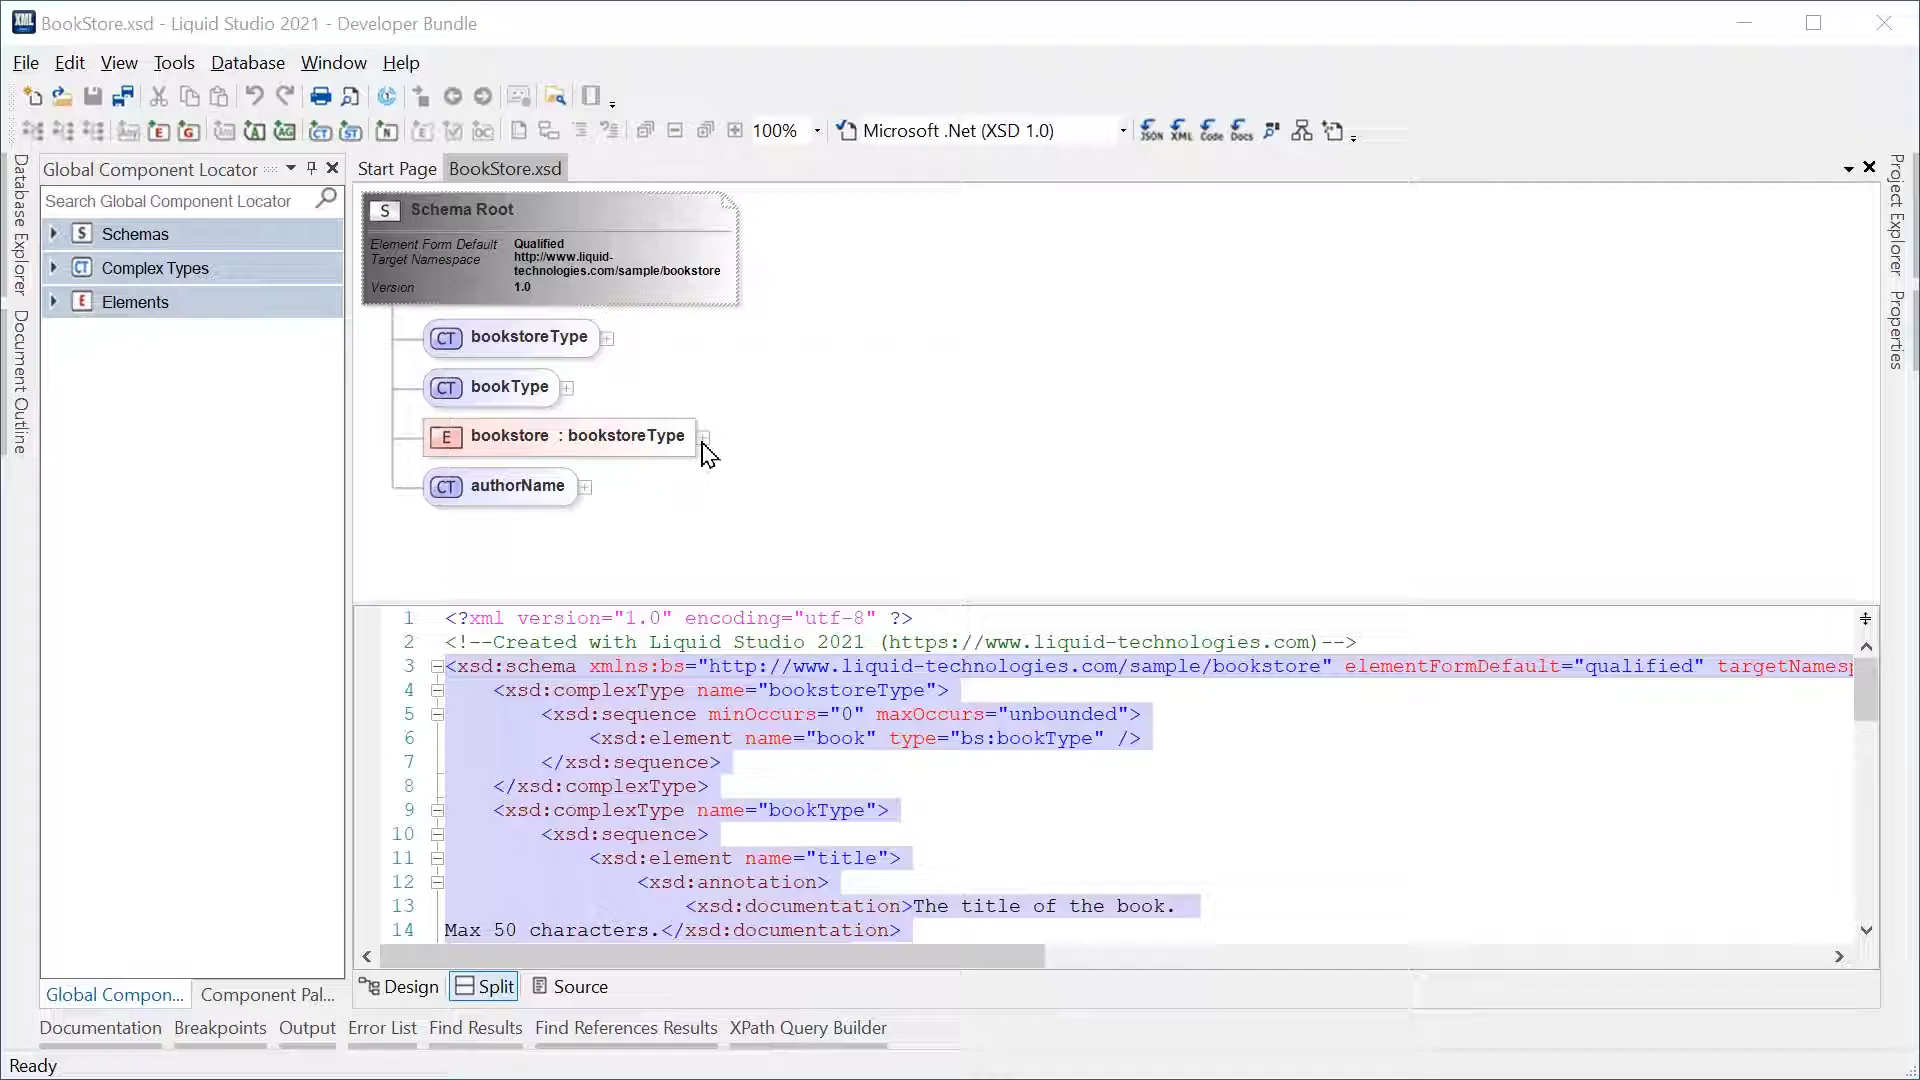 BookStore.xsd - Liquid Studio 2021 - Developer Bundle
File Edit View Tools Database Window Help
100% Microsoft .Net (XSD 1.0) JSON XML Code Docs
Database Explorer
Document Outline
Global Component Locator
Search Global Component Locator
S Schemas
CT Complex Types
E Elements
Start Page BookStore.xsd
S Schema Root
Element Form Default Qualified
Target Namespace http://www.liquid-
technologies.com/sample/bookstore
Version 1.0
CT bookstoreType
CT bookType
E bookstore : bookstoreType
CT authorName
Project Explorer
Properties
1 <?xml version="1.0" encoding="utf-8" ?>
2 <!--Created with Liquid Studio 2021 (https://www.liquid-technologies.com)-->
3 <xsd:schema xmlns:bs="http://www.liquid-technologies.com/sample/bookstore" elementFormDefault="qualified" targetNamesp
4 <xsd:complexType name="bookstoreType">
5 <xsd:sequence minOccurs="0" maxOccurs="unbounded">
6 <xsd:element name="book" type="bs:bookType" />
7 </xsd:sequence>
8 </xsd:complexType>
9 <xsd:complexType name="bookType">
10 <xsd:sequence>
11 <xsd:element name="title">
12 <xsd:annotation>
13 <xsd:documentation>The title of the book.
14 Max 50 characters.</xsd:documentation>
Design Split Source
Global Compon... Component Pal...
Documentation Breakpoints Output Error List Find Results Find References Results XPath Query Builder
Ready